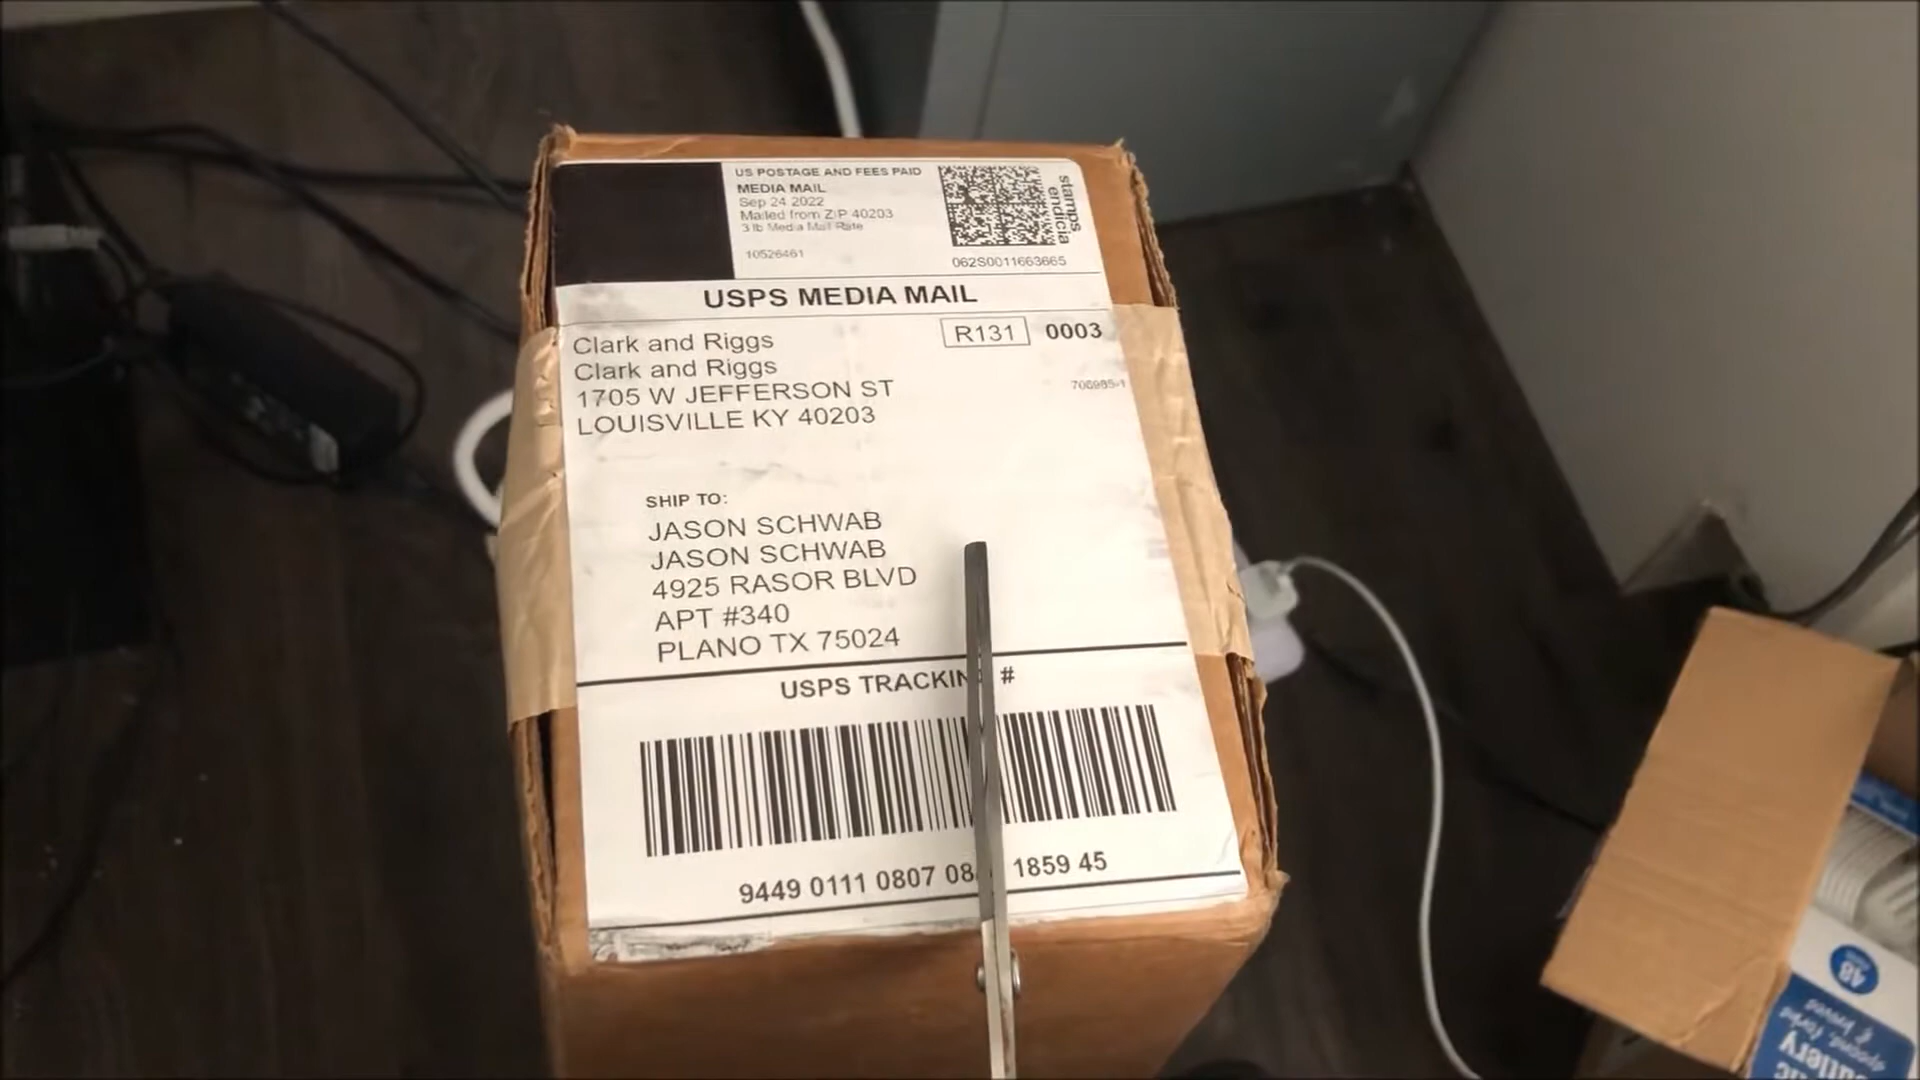 US POSTAGE AND FEES PAID
MEDIA MAIL
Sep 24 2022
Mailed from ZIP 40203
3 lb Media Mail Rate
10526461
stamps
endicia
062S0011663665
USPS MEDIA MAIL
Clark and Riggs
R131 0003
Clark and Riggs
1705 W JEFFERSON ST
LOUISVILLE KY 40203
SHIP TO:
JASON SCHWAB
JASON SCHWAB
4925 RASOR BLVD
APT #340
PLANO TX 75024
USPS TRACKIN #
9449 0111 0807 08 1859 45
48